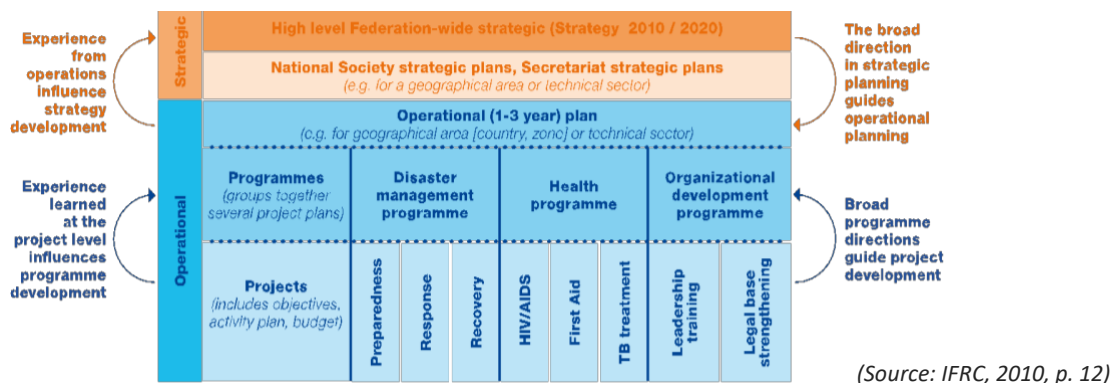 Experience
from
operations
influence
strategy
development
Strategic
High level Federation-wide strategic (Strategy 2010 / 2020)
National Society strategic plans, Secretariat strategic plans
(e.g. for a geographical area or technical sector)
The broad
direction
in strategic
planning
guides
operational
planning
Operational
Operational (1-3 year) plan
(e.g. for geographical area [country, zone] or technical sector)
Experience
learned
at the
project level
influences
programme
development
Programmes
(groups together
several project plans)
Disaster
management
programme
Health
programme
Organizational
development
programme
Broad
programme
directions
guide project
development
Projects
(includes objectives,
activity plan, budget)
Preparedness
Response
Recovery
HIV/AIDS
First Aid
TB treatment
Leadership
training
Legal base
strengthening
(Source: IFRC, 2010, p. 12)